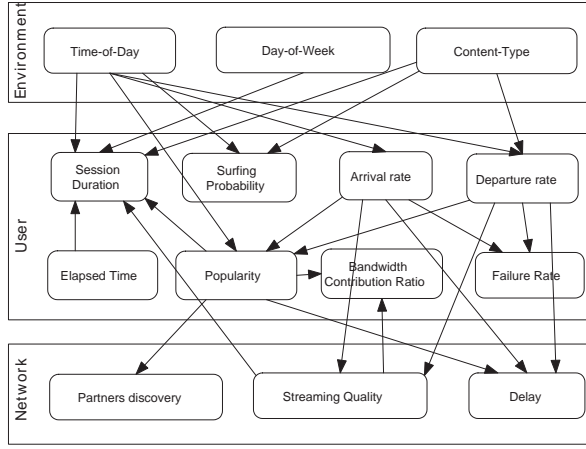 Environment
Time-of-Day
Day-of-Week
Content-Type
User
Session
Duration
Surfing
Probability
Arrival rate
Departure rate
Elapsed Time
Popularity
Bandwidth
Contribution Ratio
Failure Rate
Network
Partners discovery
Streaming Quality
Delay